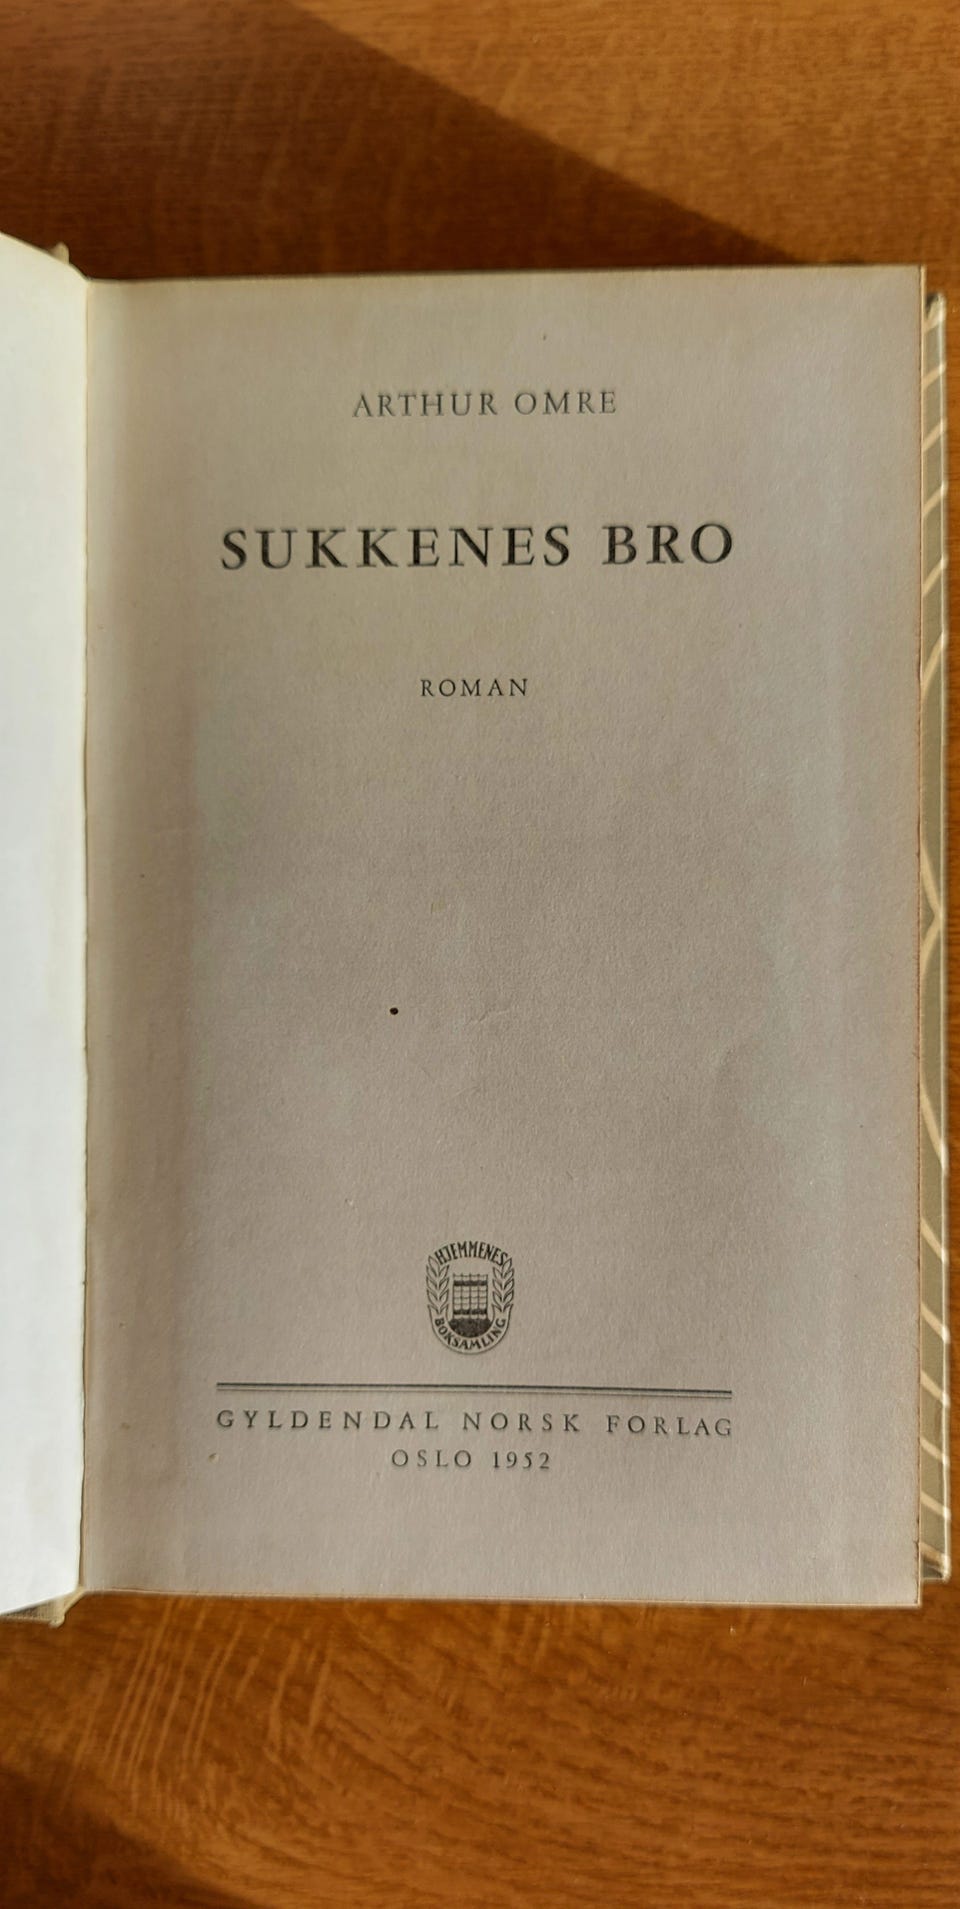 ARTHUR OMRE
SUKKENES BRO
ROMAN
HJEMMENES
BOKSAMLING
GYLDENDAL NORSK FORLAG
OSLO 1952